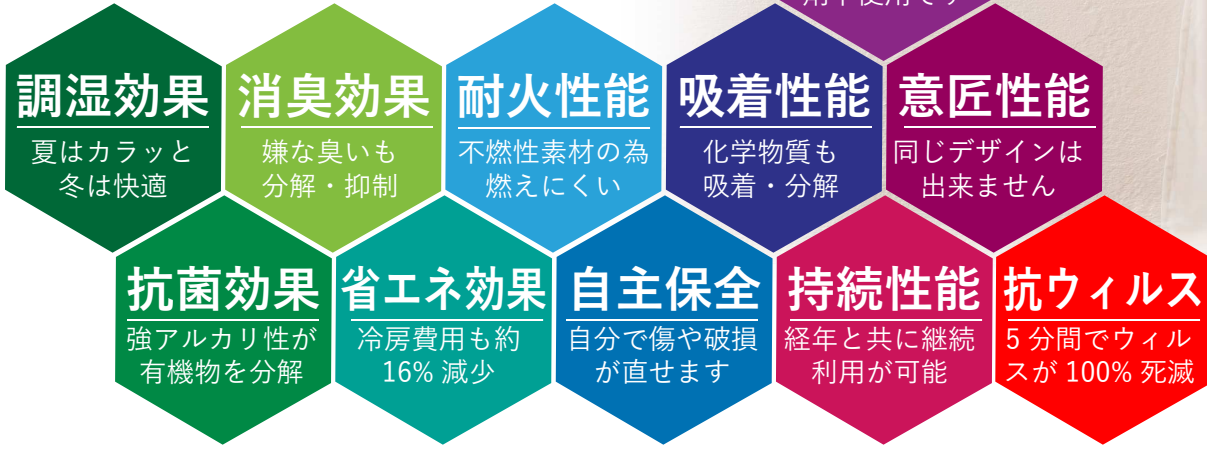 調湿効果
夏はカラッと
冬は快適
消臭効果
嫌な臭いも
分解・抑制
耐火性能
不燃性素材の為
燃えにくい
吸着性能
化学物質も
吸着・分解
意匠性能
同じデザインは
出来ません
抗菌効果
強アルカリ性が
有機物を分解
省エネ効果
冷房費用も約
16% 減少
自主保全
自分で傷や破損
が直せます
持続性能
経年と共に継続
利用が可能
抗ウィルス
5 分間でウィル
スが 100% 死滅